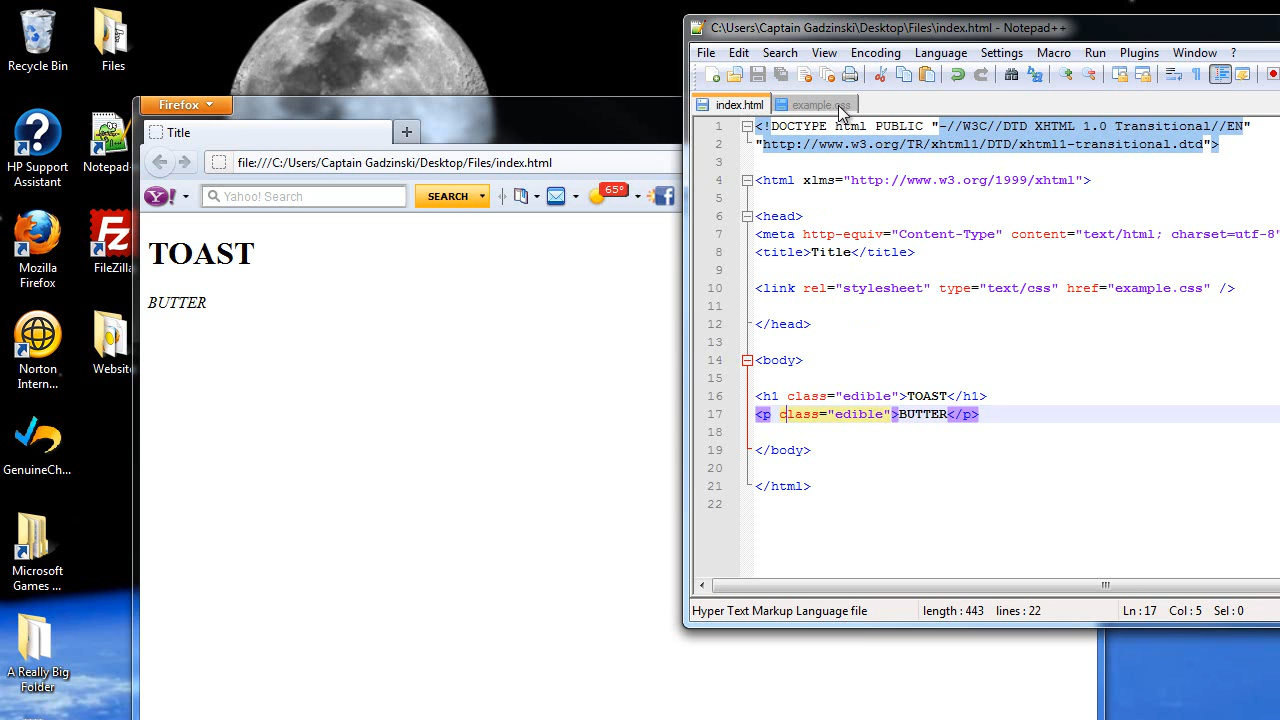 Recycle Bin
Files
HP Support
Assistant
Notepad-
Mozilla
Firefox
FileZilla
Norton
Intern...
Website
GenuineCh...
Microsoft
Games ...
A Really Big
Folder
Firefox
Title
file:///C:/Users/Captain Gadzinski/Desktop/Files/index.html
Yahoo! Search
SEARCH
65°
TOAST
BUTTER
C:\Users\Captain Gadzinski\Desktop\Files\index.html - Notepad++
File Edit Search View Encoding Language Settings Macro Run Plugins Window ?
index.html
example.css
1 <!DOCTYPE html PUBLIC "-//W3C//DTD XHTML 1.0 Transitional//EN"
2 "http://www.w3.org/TR/xhtml1/DTD/xhtml1-transitional.dtd">
3
4 <html xlms="http://www.w3.org/1999/xhtml">
5
6 <head>
7 <meta http-equiv="Content-Type" content="text/html; charset=utf-8"
8 <title>Title</title>
9
10 <link rel="stylesheet" type="text/css" href="example.css" />
11
12 </head>
13
14 <body>
15
16 <h1 class="edible">TOAST</h1>
17 <p class="edible">BUTTER</p>
18
19 </body>
20
21 </html>
22
Hyper Text Markup Language file
length : 443 lines : 22
Ln : 17 Col : 5 Sel : 0